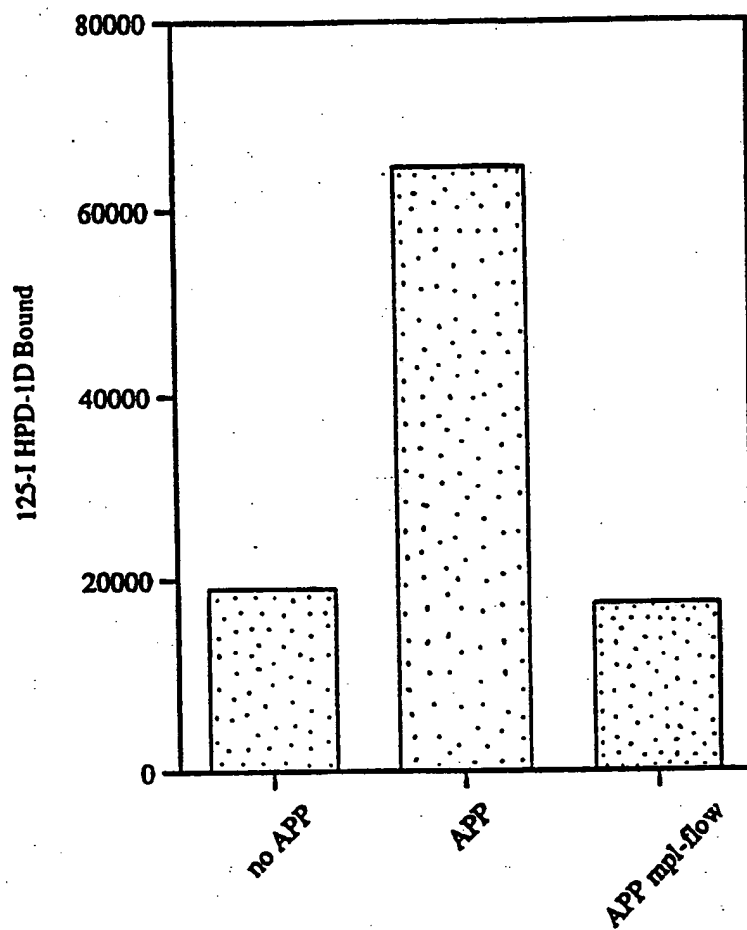 80000
60000
40000
20000
0
125-I HPD-1D Bound
no APP
APP
APP mpl-flow